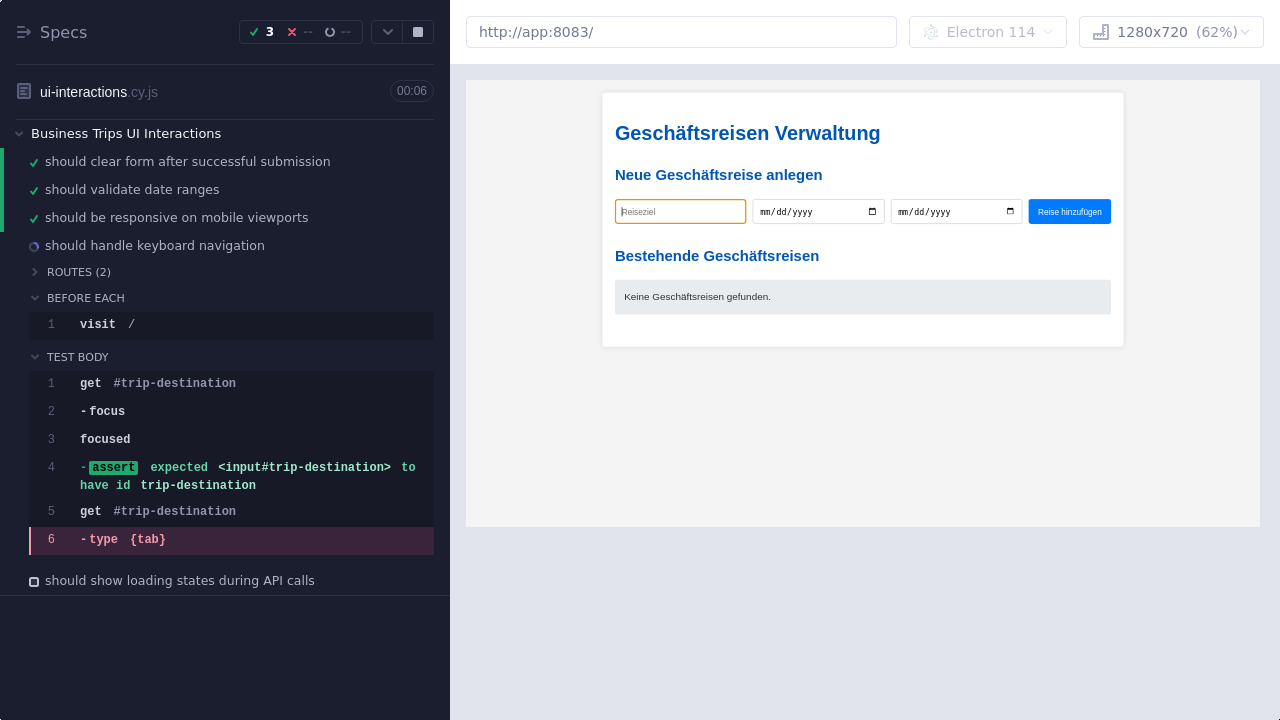 Specs
3
--
--
ui-interactions.cy.js
00:06
Business Trips UI Interactions
should clear form after successful submission
should validate date ranges
should be responsive on mobile viewports
should handle keyboard navigation
ROUTES (2)
BEFORE EACH
1 visit /
TEST BODY
1 get #trip-destination
2 -focus
3 focused
4 -assert expected <input#trip-destination> to
have id trip-destination
5 get #trip-destination
6 -type {tab}
should show loading states during API calls
http://app:8083/
Electron 114
1280x720 (62%)
Geschäftsreisen Verwaltung
Neue Geschäftsreise anlegen
Reiseziel
mm/dd/yyyy
mm/dd/yyyy
Reise hinzufügen
Bestehende Geschäftsreisen
Keine Geschäftsreisen gefunden.